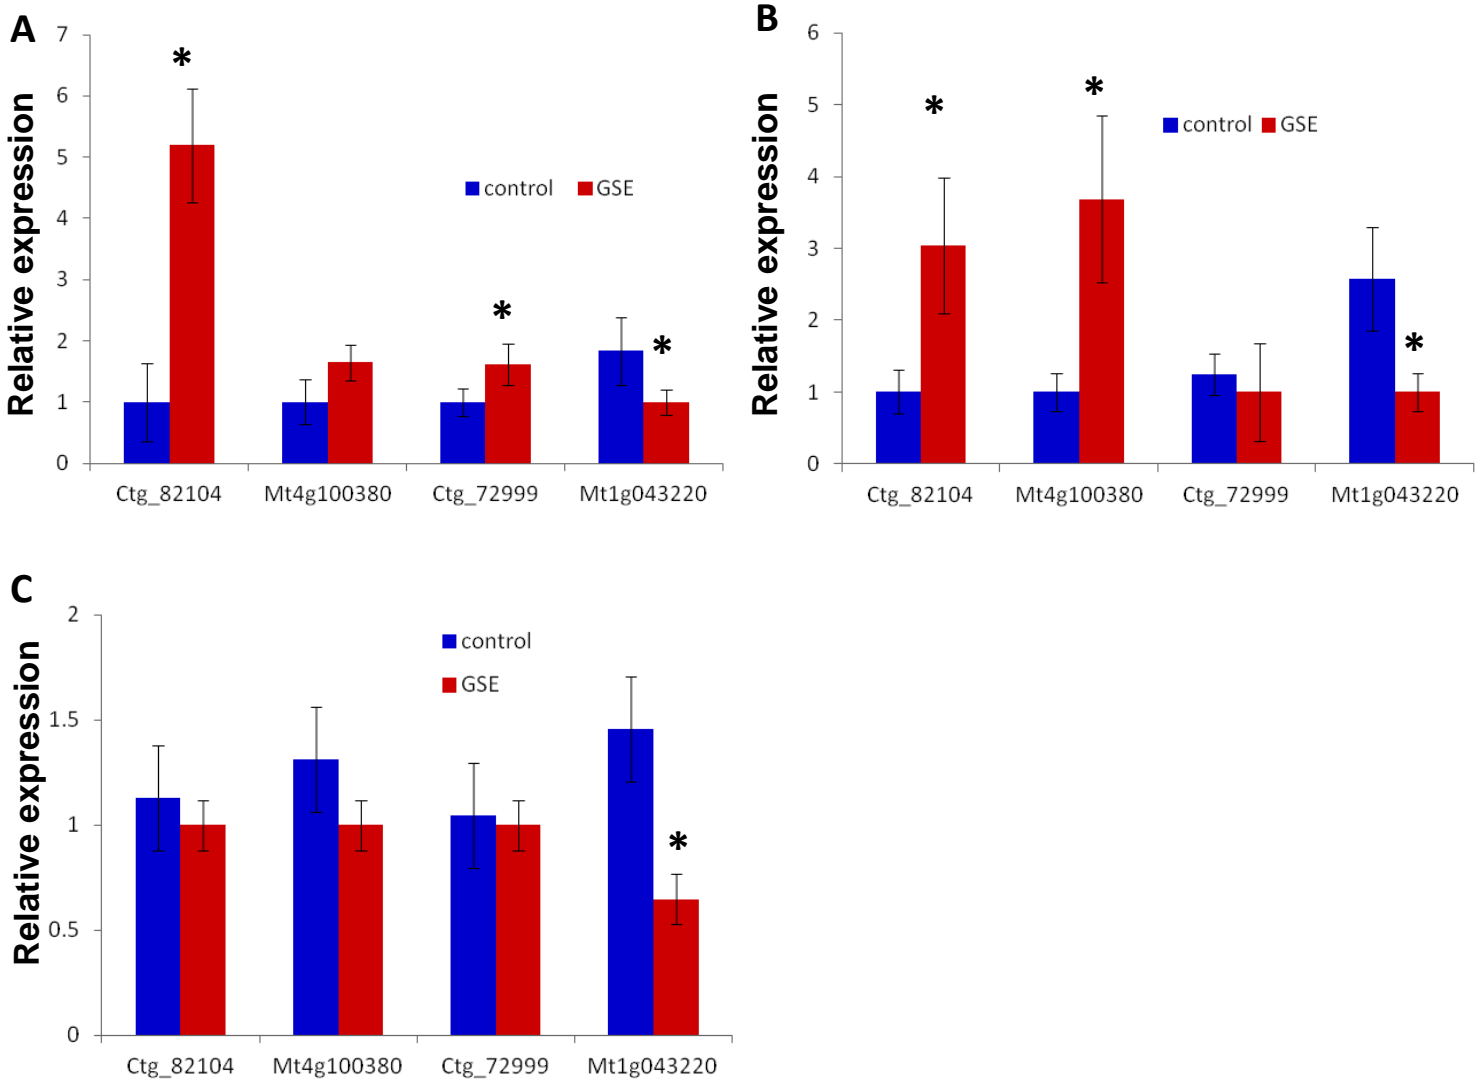 A
Relative expression
7
6
5
4
3
2
1
0
*
*
*
control GSE
Ctg_82104 Mt4g100380 Ctg_72999 Mt1g043220
B
Relative expression
6
5
4
3
2
1
0
*
*
*
control GSE
Ctg_82104 Mt4g100380 Ctg_72999 Mt1g043220
C
Relative expression
2
1.5
1
0.5
0
control
GSE
*
Ctg_82104 Mt4g100380 Ctg_72999 Mt1g043220